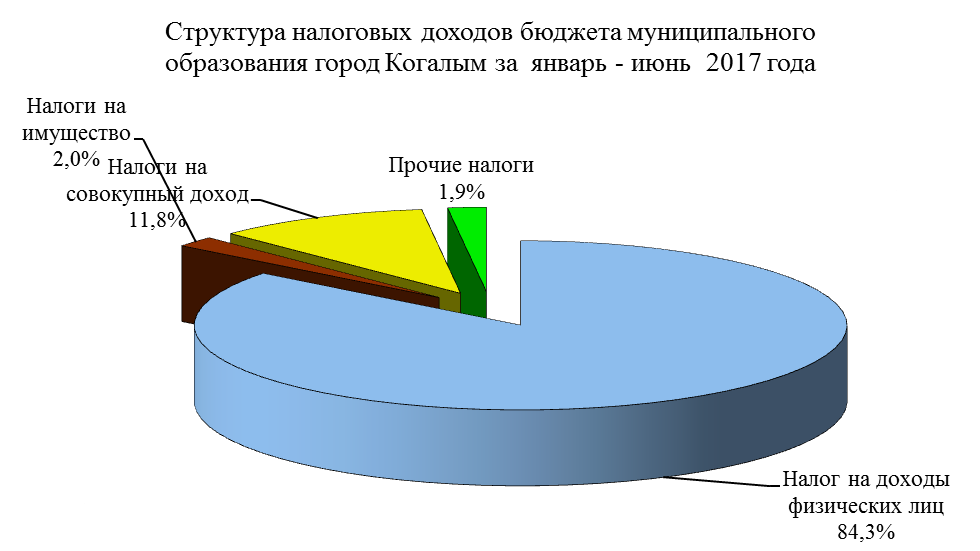 Структура налоговых доходов бюджета муниципального
образования город Когалым за январь - июнь 2017 года
Налоги на
имущество
2,0%
Налоги на
совокупный доход
11,8%
Прочие налоги
1,9%
Налог на доходы
физических лиц
84,3%